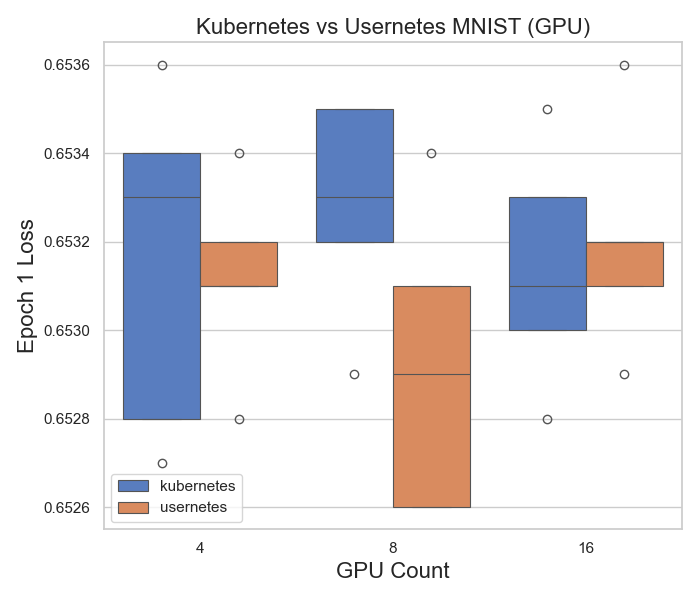 Kubernetes vs Usernetes MNIST (GPU)
Epoch 1 Loss
0.6536
0.6534
0.6532
0.6530
0.6528
0.6526
kubernetes
usernetes
4 8 16
GPU Count